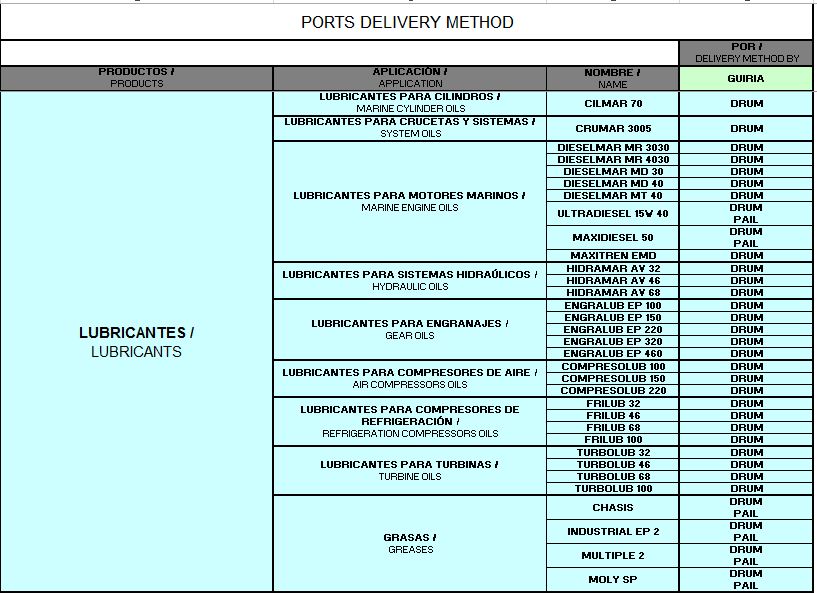 PORTS DELIVERY METHOD
POR /
DELIVERY METHOD BY
PRODUCTOS /
PRODUCTS
APLICACIÓN /
APPLICATION
NOMBRE /
NAME
GUIRIA
LUBRICANTES /
LUBRICANTS
LUBRICANTES PARA CILINDROS /
MARINE CYLINDER OILS
CILMAR 70
DRUM
LUBRICANTES PARA CRUCETAS Y SISTEMAS /
SYSTEM OILS
CRUMAR 3005
DRUM
LUBRICANTES PARA MOTORES MARINOS /
MARINE ENGINE OILS
DIESELMAR MR 3030
DRUM
DIESELMAR MR 4030
DRUM
DIESELMAR MD 30
DRUM
DIESELMAR MD 40
DRUM
DIESELMAR MT 40
DRUM
ULTRADIESEL 15W 40
DRUM
PAIL
MAXIDIESEL 50
DRUM
PAIL
MAXITREN EMD
DRUM
LUBRICANTES PARA SISTEMAS HIDRAÚLICOS /
HYDRAULIC OILS
HIDRAMAR AV 32
DRUM
HIDRAMAR AV 46
DRUM
HIDRAMAR AV 68
DRUM
LUBRICANTES PARA ENGRANAJES /
GEAR OILS
ENGRALUB EP 100
DRUM
ENGRALUB EP 150
DRUM
ENGRALUB EP 220
DRUM
ENGRALUB EP 320
DRUM
ENGRALUB EP 460
DRUM
LUBRICANTES PARA COMPRESORES DE AIRE /
AIR COMPRESSORS OILS
COMPRESOLUB 100
DRUM
COMPRESOLUB 150
DRUM
COMPRESOLUB 220
DRUM
LUBRICANTES PARA COMPRESORES DE
REFRIGERACIÓN /
REFRIGERATION COMPRESSORS OILS
FRILUB 32
DRUM
FRILUB 46
DRUM
FRILUB 68
DRUM
FRILUB 100
DRUM
LUBRICANTES PARA TURBINAS /
TURBINE OILS
TURBOLUB 32
DRUM
TURBOLUB 46
DRUM
TURBOLUB 68
DRUM
TURBOLUB 100
DRUM
GRASAS /
GREASES
CHASIS
DRUM
PAIL
INDUSTRIAL EP 2
DRUM
PAIL
MULTIPLE 2
DRUM
PAIL
MOLY SP
DRUM
PAIL